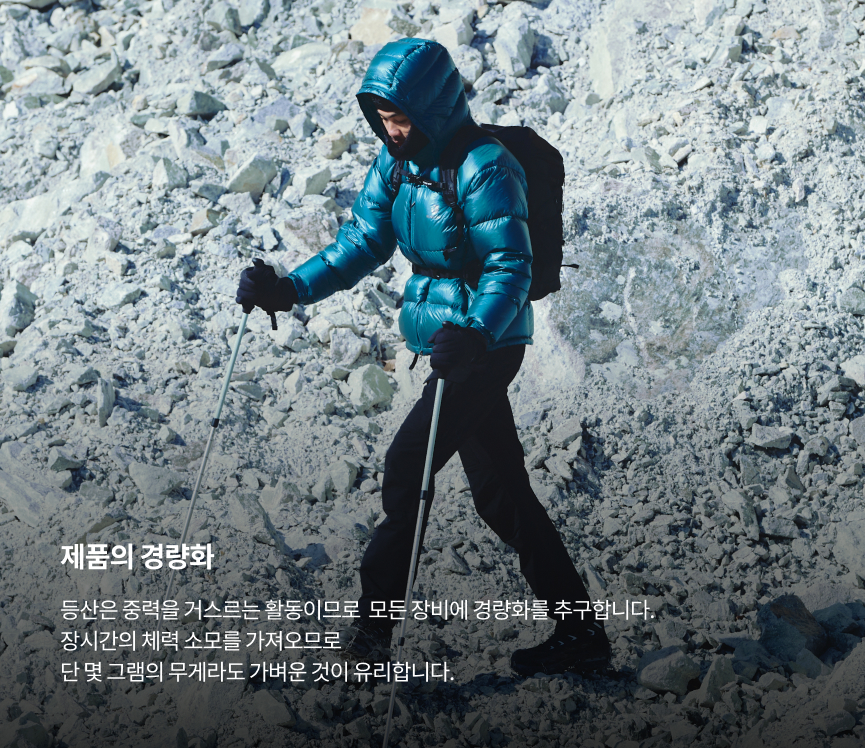 제품의 경량화
등산은 중력을 거스르는 활동이므로 모든 장비에 경량화를 추구합니다.
장시간의 체력 소모를 가져오므로
단 몇 그램의 무게라도 가벼운 것이 유리합니다.